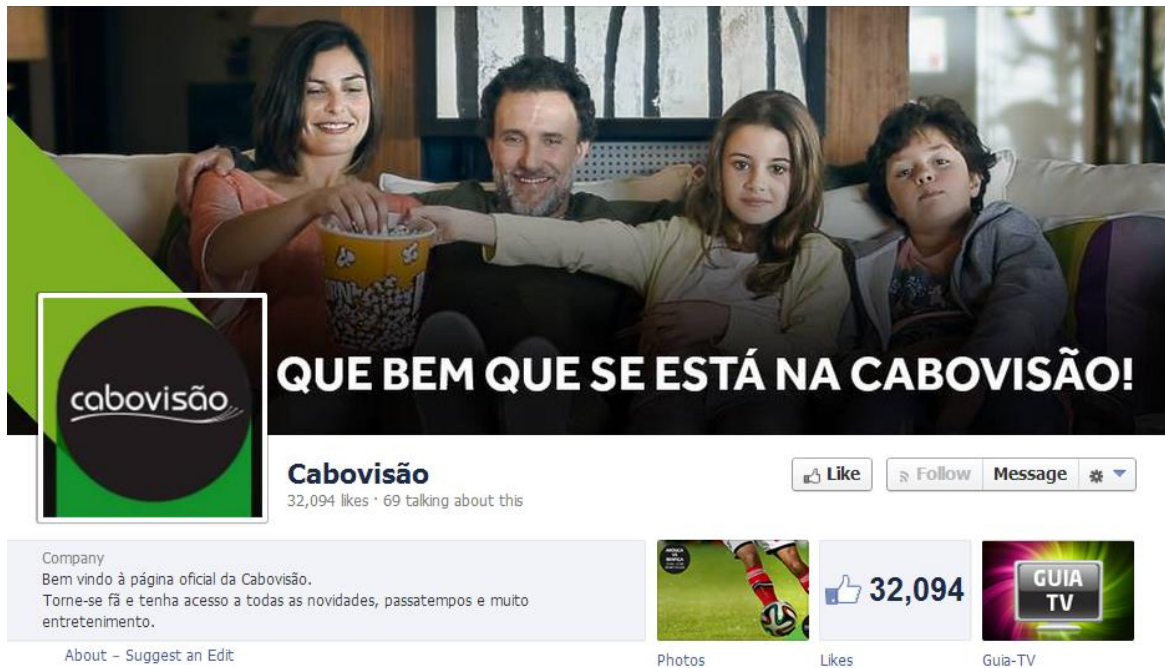 QUE BEM QUE SE ESTÁ NA CABOVISÃO!
cabovisão
Cabovisão
32,094 likes · 69 talking about this
Like
Follow
Message
Company
Bem vindo à página oficial da Cabovisão.
Torne-se fã e tenha acesso a todas as novidades, passatempos e muito
entretenimento.
About – Suggest an Edit
32,094
GUIA
TV
Photos
Likes
Guia-TV